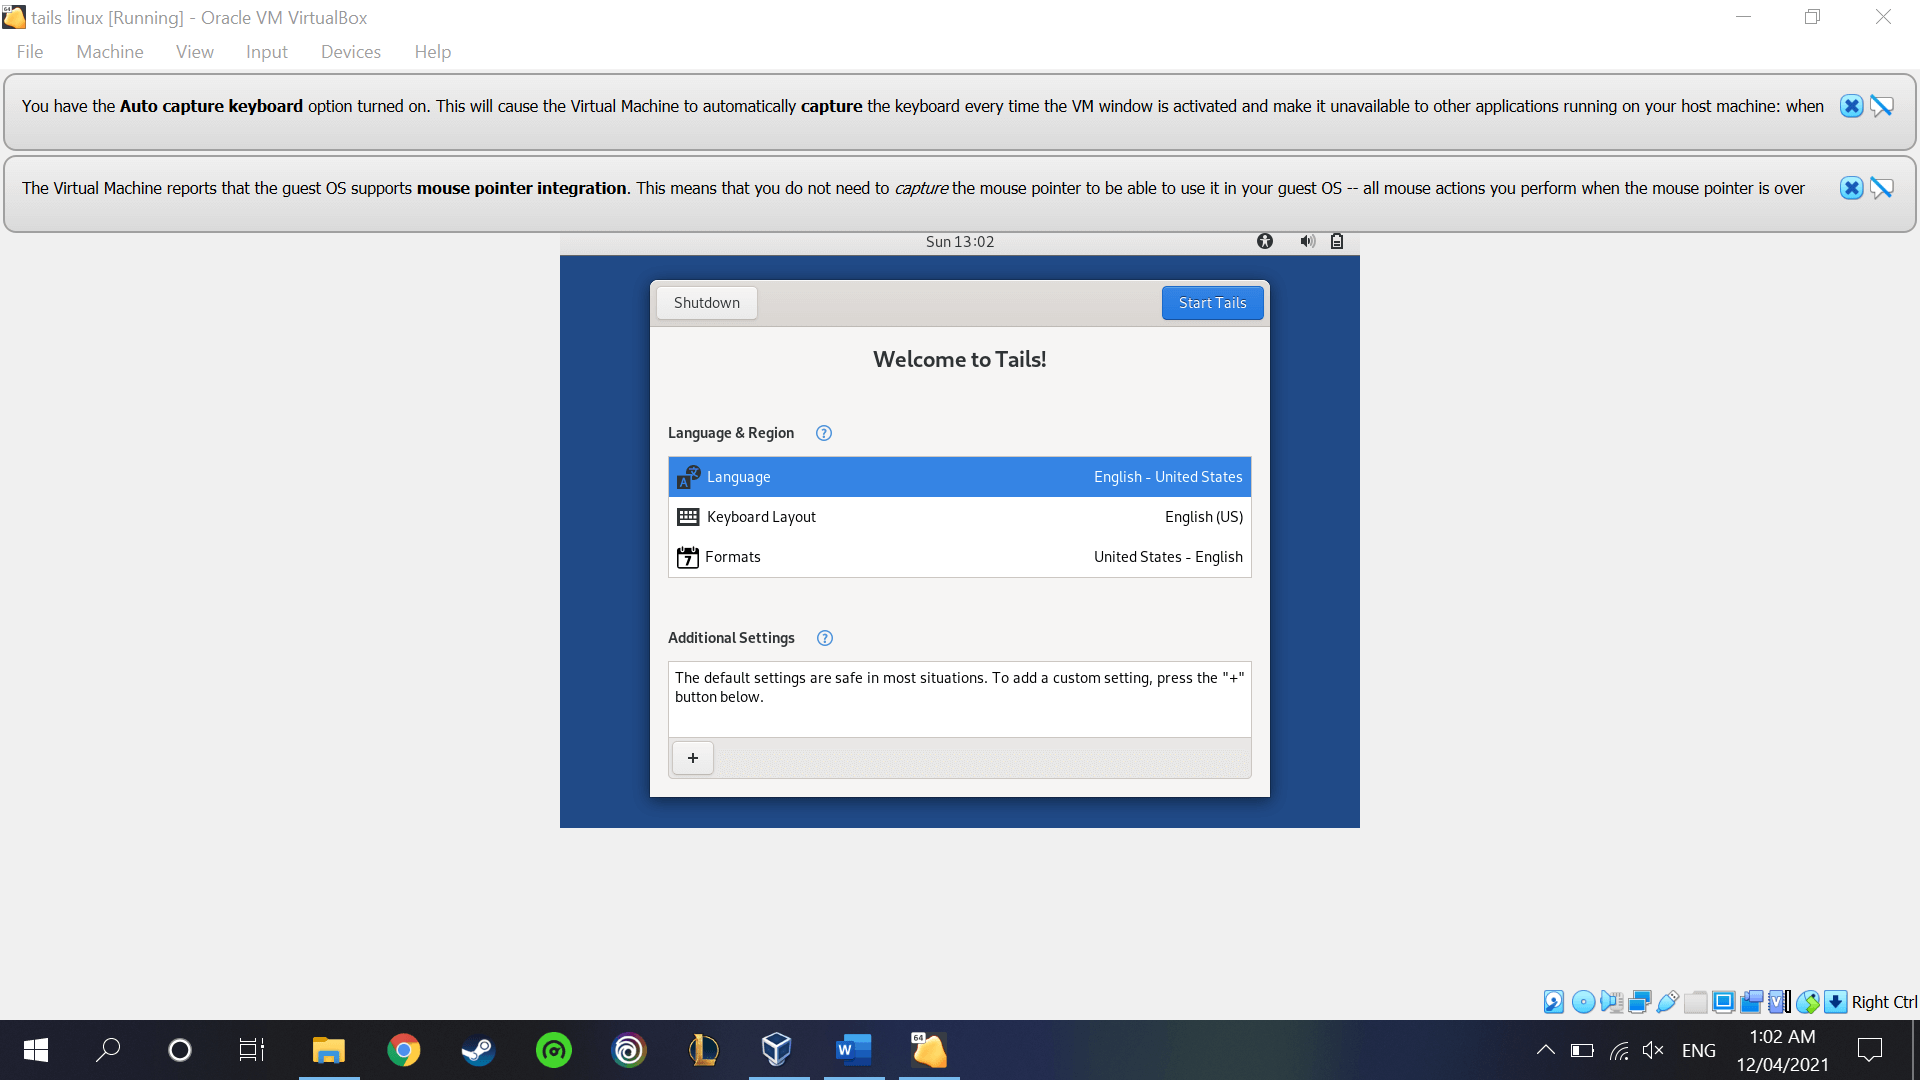 tails linux [Running] - Oracle VM VirtualBox
File Machine View Input Devices Help
You have the Auto capture keyboard option turned on. This will cause the Virtual Machine to automatically capture the keyboard every time the VM window is activated and make it unavailable to other applications running on your host machine: when
The Virtual Machine reports that the guest OS supports mouse pointer integration. This means that you do not need to capture the mouse pointer to be able to use it in your guest OS -- all mouse actions you perform when the mouse pointer is over
Sun 13:02
Shutdown
Start Tails
Welcome to Tails!
Language & Region ?
Language English - United States
Keyboard Layout English (US)
7 Formats United States - English
Additional Settings ?
The default settings are safe in most situations. To add a custom setting, press the "+"
button below.
+
Right Ctrl
ENG
1:02 AM
12/04/2021